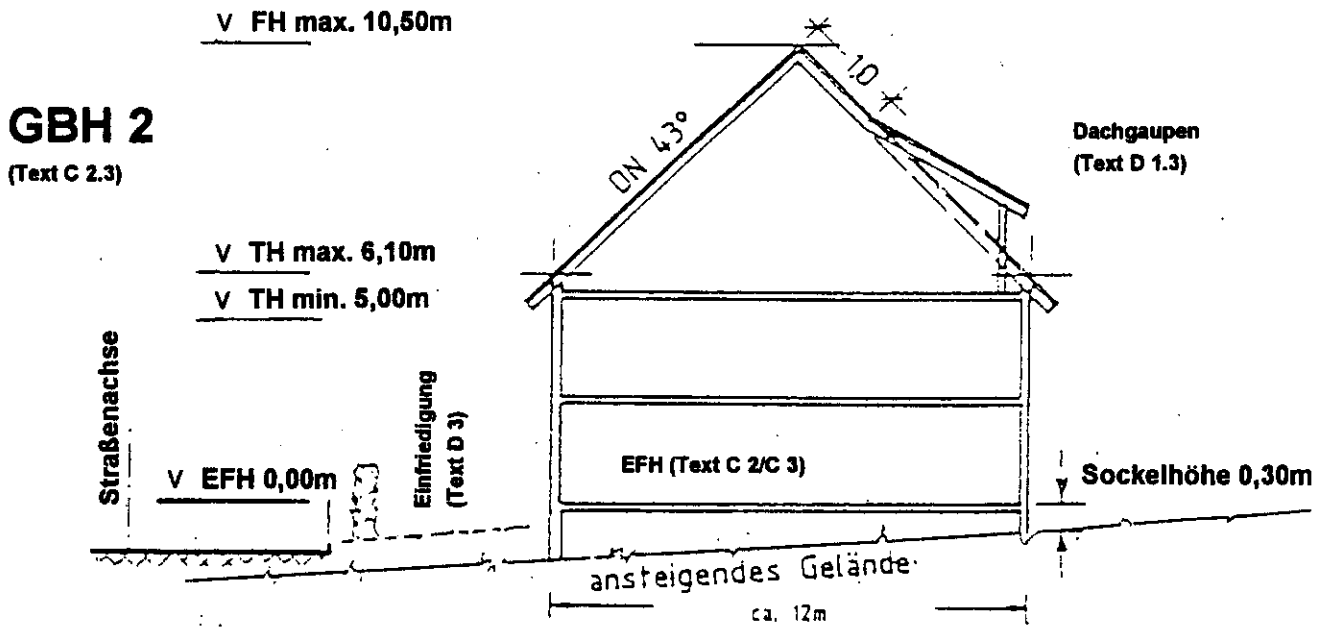 V FH max. 10,50m
1,0
GBH 2
(Text C 2.3)
Dachgaupen
(Text D 1.3)
DN 43°
V TH max. 6,10m
V TH min. 5,00m
Straßenachse
Einfriedigung
(Text D 3)
V EFH 0,00m
EFH (Text C 2/C 3)
Sockelhöhe 0,30m
ansteigendes Gelände
ca. 12m